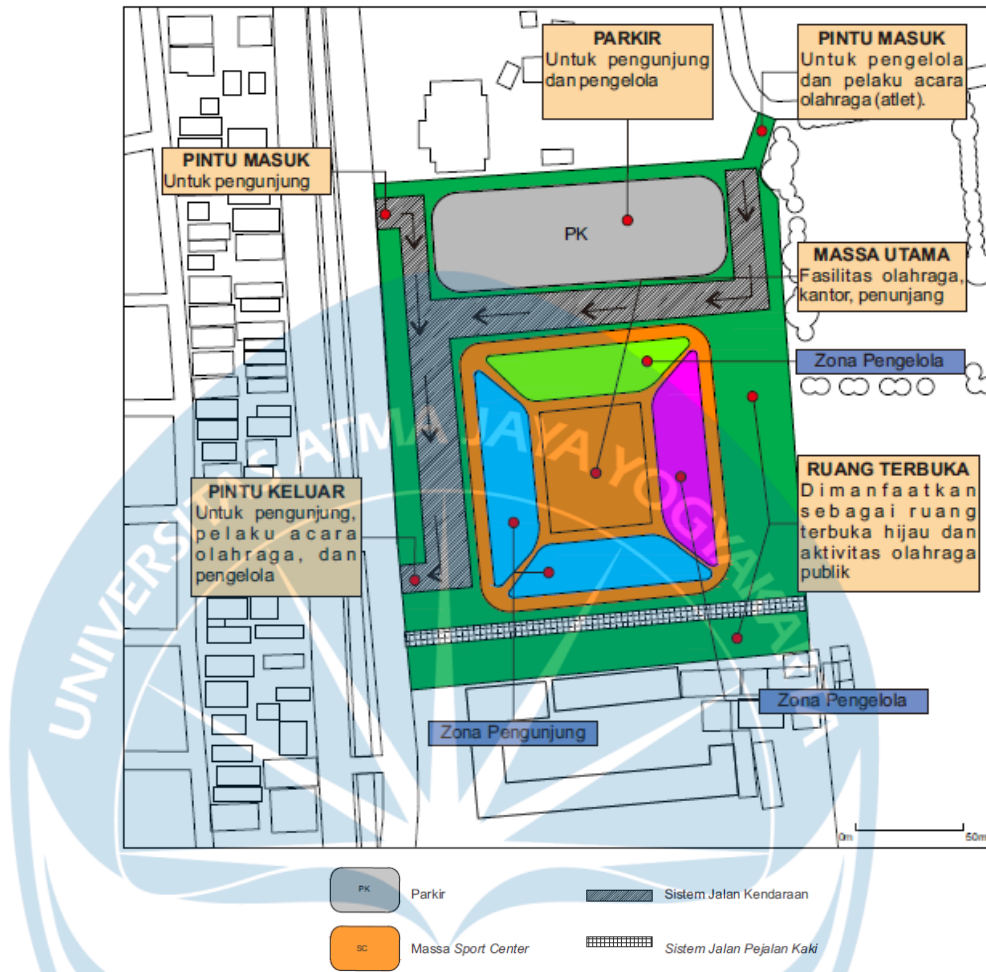 PARKIR
Untuk pengunjung
dan pengelola
PINTU MASUK
Untuk pengelola
dan pelaku acara
olahraga (atlet).
PINTU MASUK
Untuk pengunjung
PK
MASSA UTAMA
Fasilitas olahraga,
kantor, penunjang
Zona Pengelola
PINTU KELUAR
Untuk pengunjung,
pelaku acara
olahraga, dan
pengelola
RUANG TERBUKA
Dimanfaatkan
sebagai ruang
terbuka hijau dan
aktivitas olahraga
publik
UNIVERSITAS ATMA JAYA YOGYAKARTA
Zona Pengelola
Zona Pengunjung
0m 50m
PK Parkir
Sistem Jalan Kendaraan
SC Massa Sport Center
Sistem Jalan Pejalan Kaki